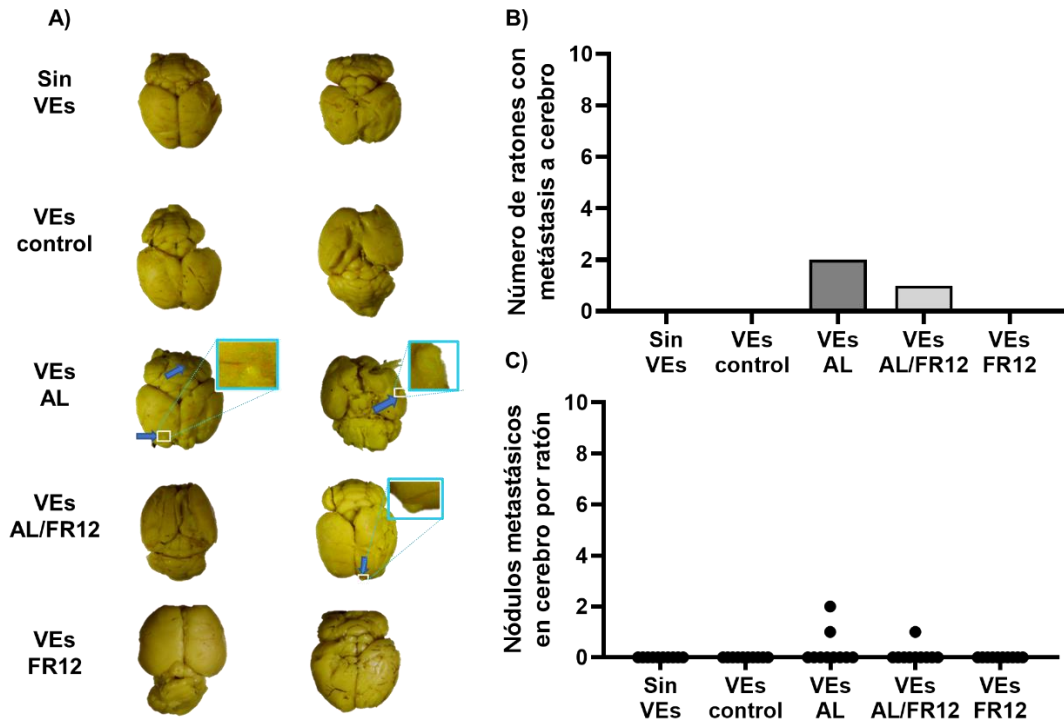 A)
Sin
VEs
VEs
control
VEs
AL
VEs
AL/FR12
VEs
FR12
B)
Número de ratones con
metástasis a cerebro
10
8
6
4
2
0
Sin
VEs
VEs
control
VEs
AL
VEs
AL/FR12
VEs
FR12
C)
Nódulos metastásicos
en cerebro por ratón
10
8
6
4
2
0
Sin
VEs
VEs
control
VEs
AL
VEs
AL/FR12
VEs
FR12